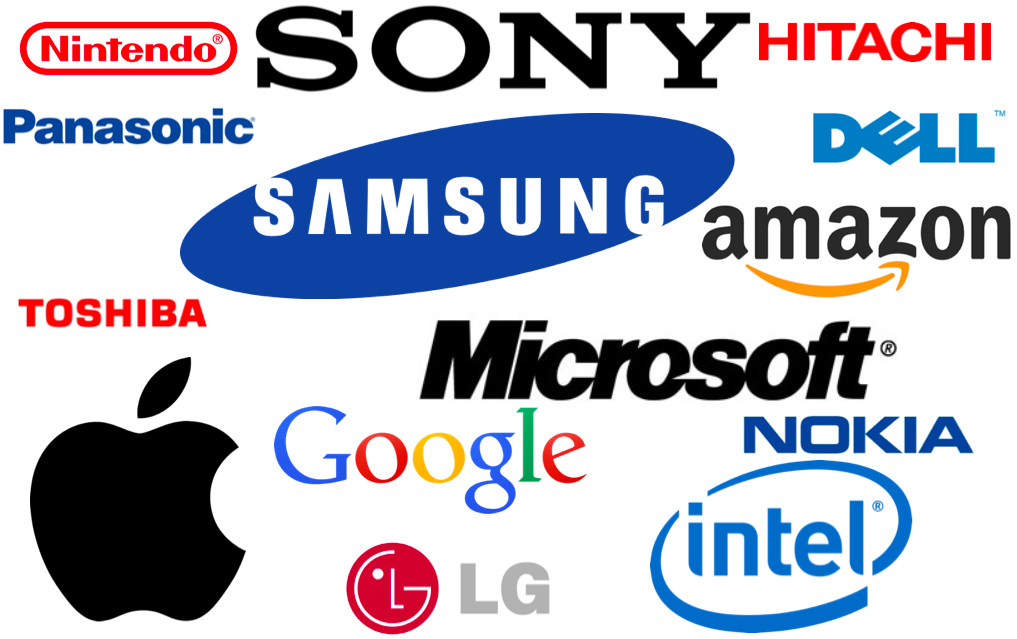 Nintendo®
SONY
HITACHI
Panasonic
DELL™
SAMSUNG
amazon
TOSHIBA
Microsoft®
Google
NOKIA
intel®
LG